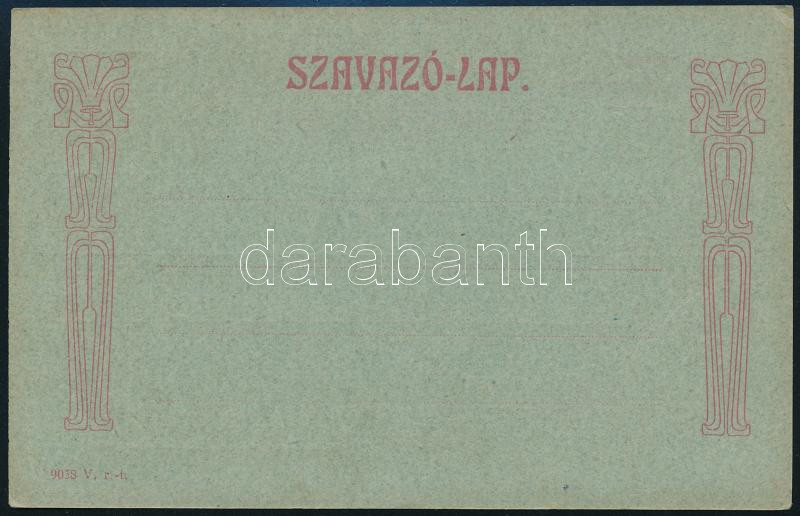 SZAVAZÓ-LAP.
darabanth
9038 V. r.-t.